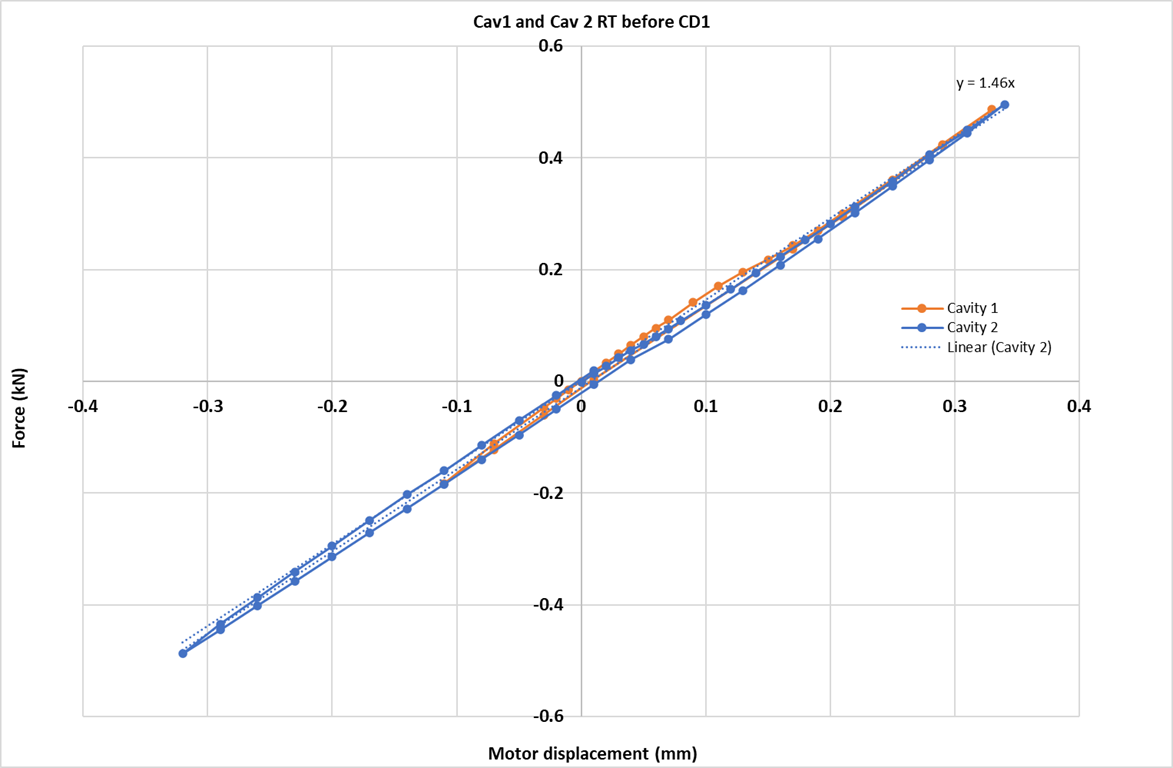 Cav1 and Cav 2 RT before CD1
0.6
y = 1.46x
0.4
0.2
Cavity 1
Cavity 2
Linear (Cavity 2)
0
-0.4 -0.3 -0.2 -0.1 0 0.1 0.2 0.3 0.4
Force (kN)
-0.2
-0.4
-0.6
Motor displacement (mm)